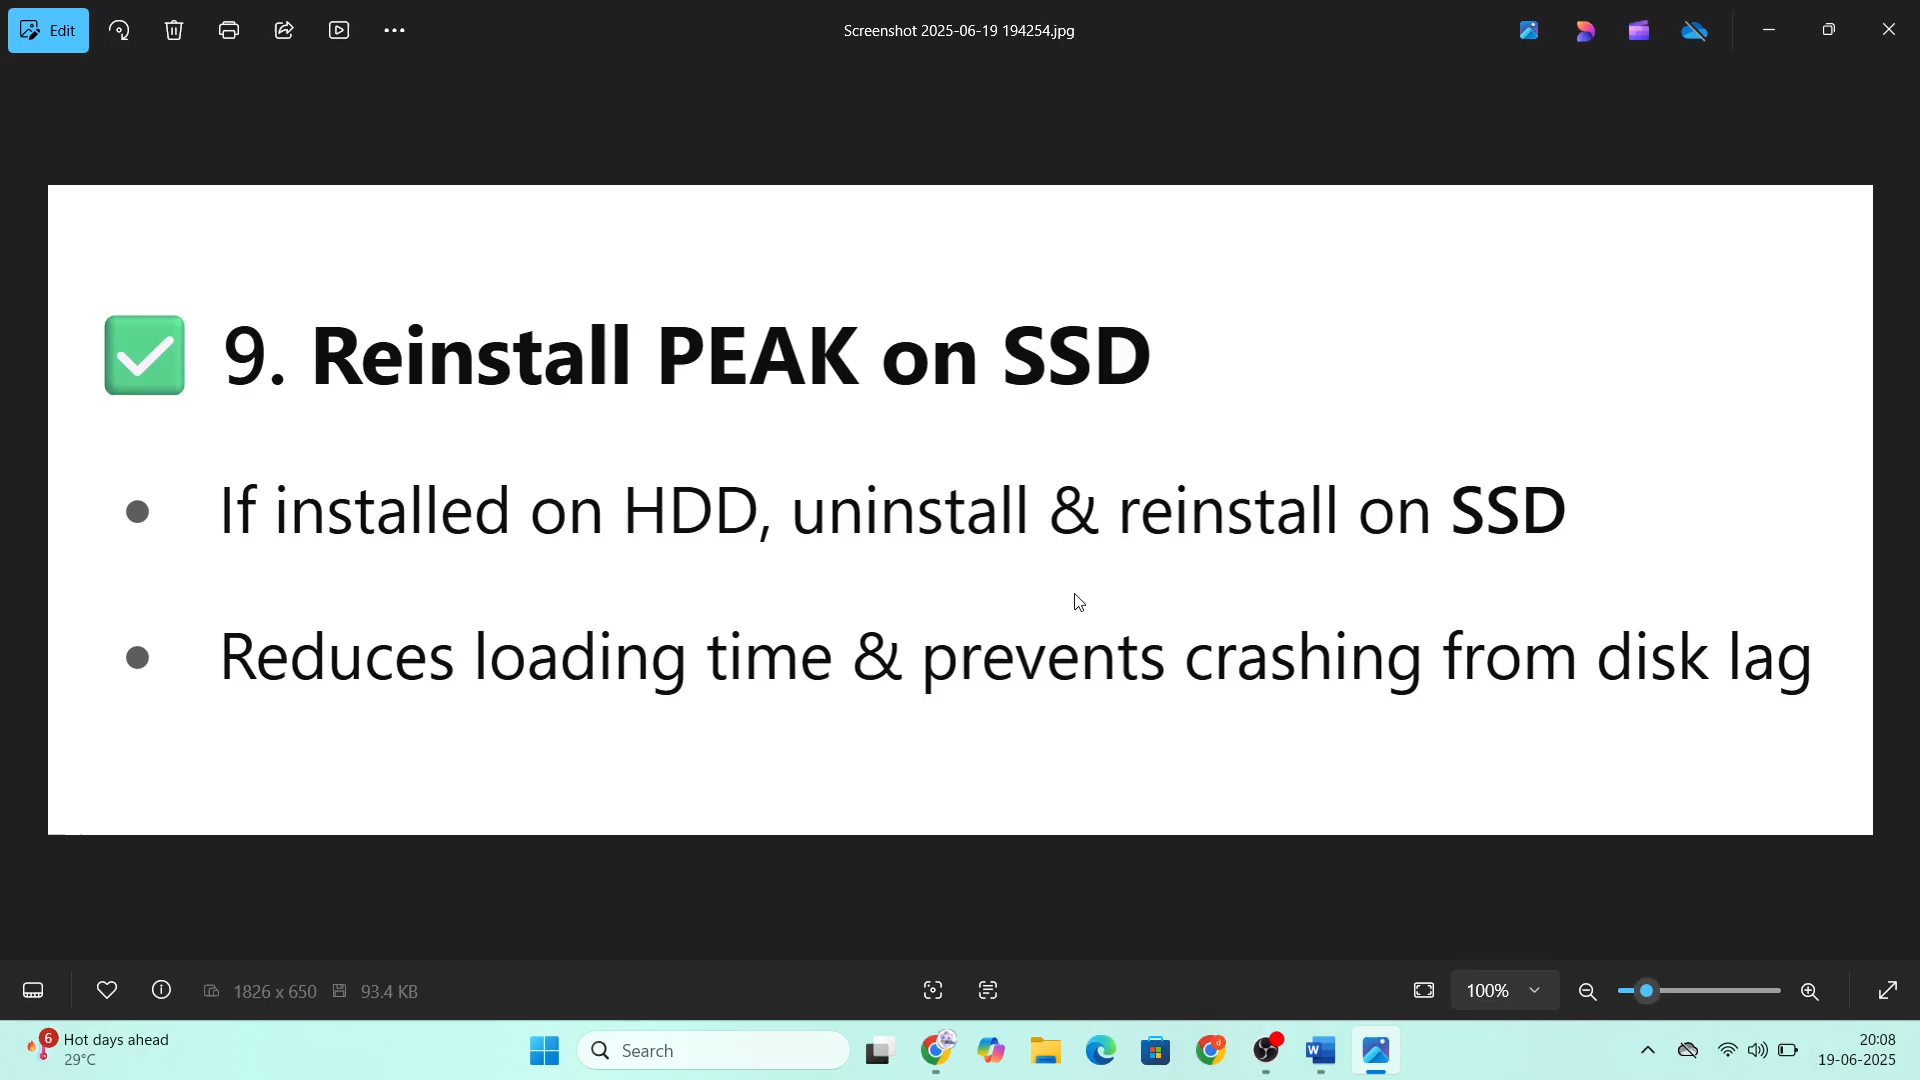 Edit
Screenshot 2025-06-19 194254.jpg
✅ 9. Reinstall PEAK on SSD
● If installed on HDD, uninstall & reinstall on SSD
● Reduces loading time & prevents crashing from disk lag
1826 x 650
93.4 KB
100%
6
Hot days ahead
29°C
Search
d
W
20:08
19-06-2025